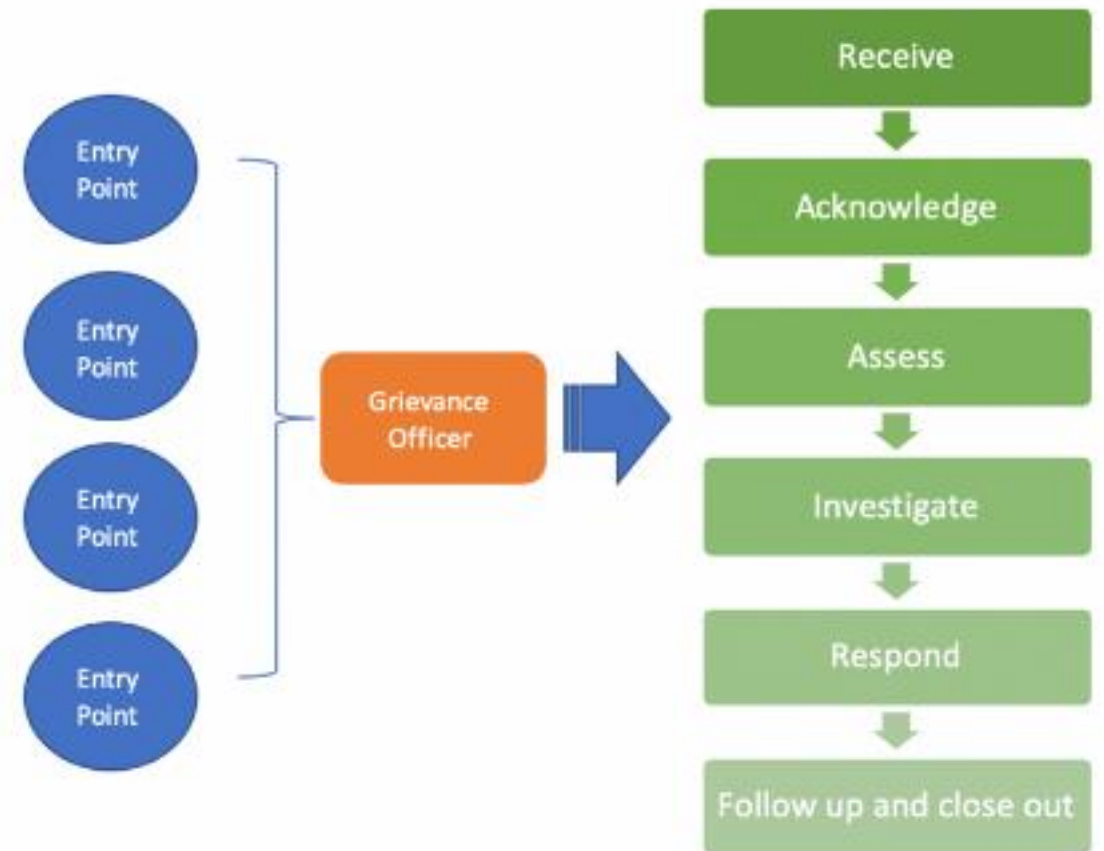 Entry
Point
Entry
Point
Entry
Point
Entry
Point
Grievance
Officer
Receive
Acknowledge
Assess
Investigate
Respond
Follow up and close out